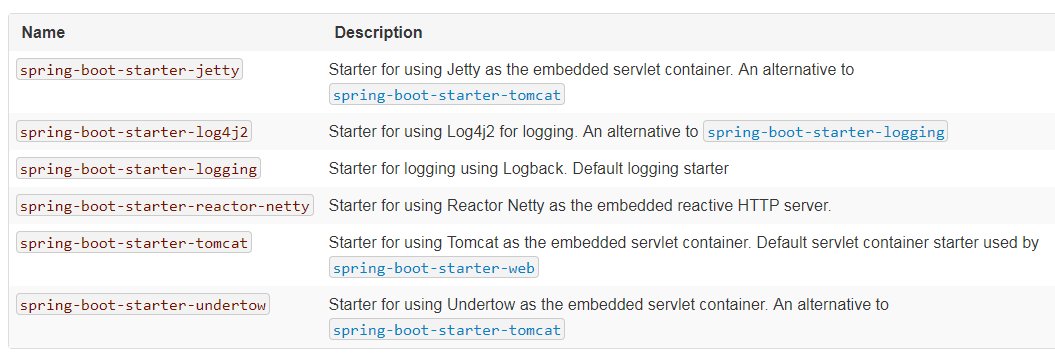 Name Description
spring-boot-starter-jetty Starter for using Jetty as the embedded servlet container. An alternative to
spring-boot-starter-tomcat
spring-boot-starter-log4j2 Starter for using Log4j2 for logging. An alternative to spring-boot-starter-logging
spring-boot-starter-logging Starter for logging using Logback. Default logging starter
spring-boot-starter-reactor-netty Starter for using Reactor Netty as the embedded reactive HTTP server.
spring-boot-starter-tomcat Starter for using Tomcat as the embedded servlet container. Default servlet container starter used by
spring-boot-starter-web
spring-boot-starter-undertow Starter for using Undertow as the embedded servlet container. An alternative to
spring-boot-starter-tomcat